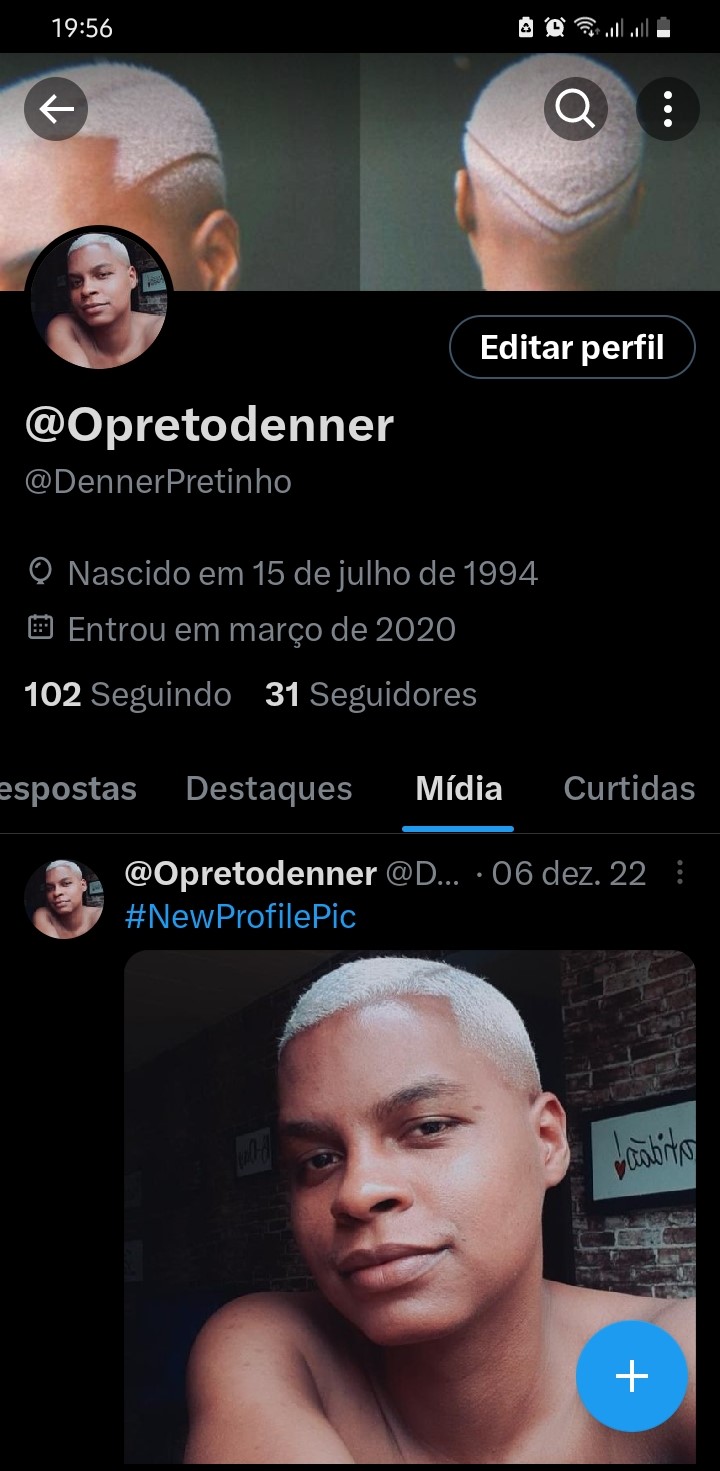 19:56
Editar perfil
@Opretodenner
@DennerPretinho
Nascido em 15 de julho de 1994
Entrou em março de 2020
102 Seguindo 31 Seguidores
espostas Destaques Mídia Curtidas
@Opretodenner @D... · 06 dez. 22
#NewProfilePic